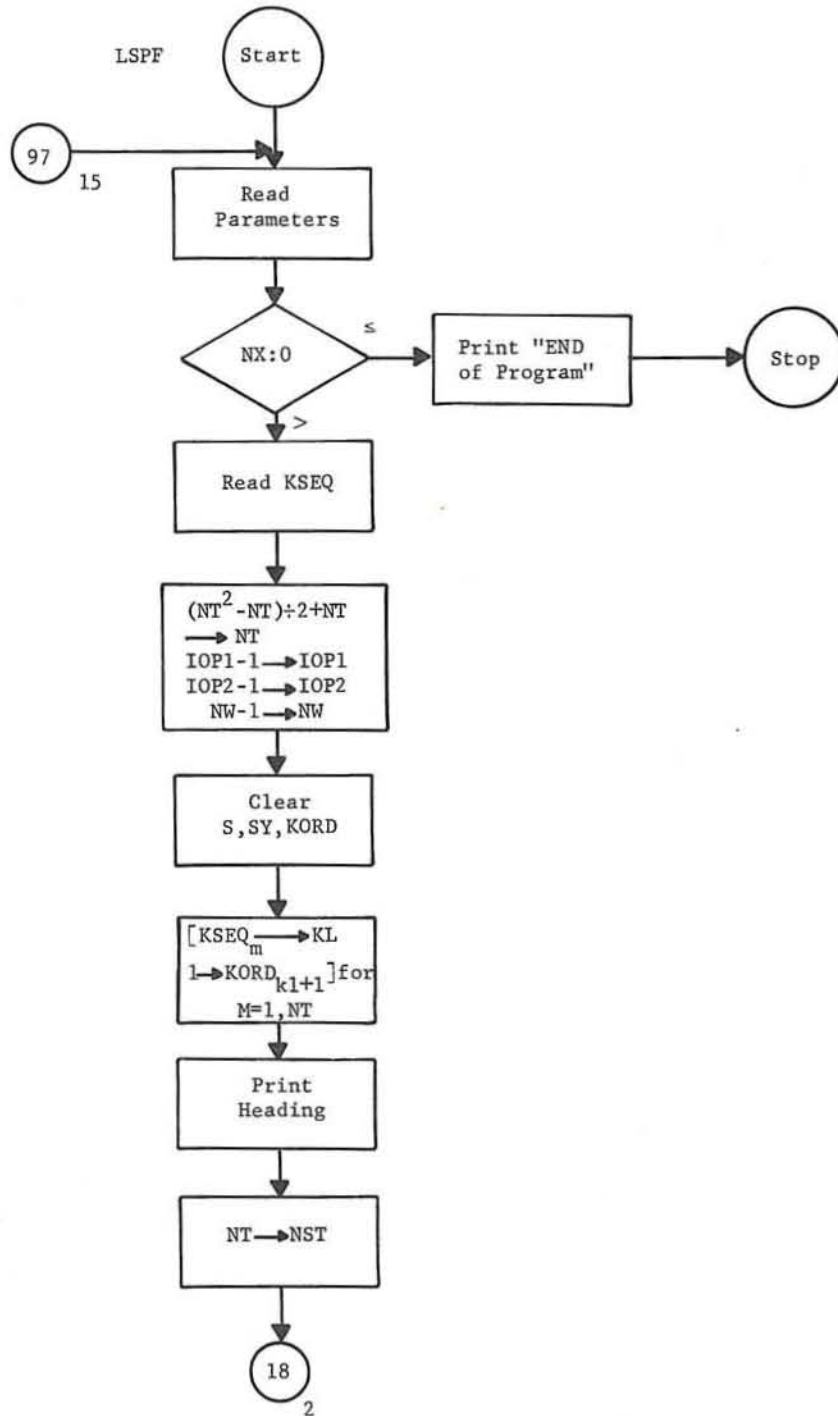 LSPF
Start
97
15
Read
Parameters
NX:0
≤
Print "END
of Program"
Stop
>
Read KSEQ
(NT²-NT)÷2+NT
→ NT
IOP1-1→IOP1
IOP2-1→IOP2
NW-1→NW
Clear
S,SY,KORD
[KSEQₘ→KL
1→KORDₖₗ₊₁]for
M=1,NT
Print
Heading
NT→NST
18
2